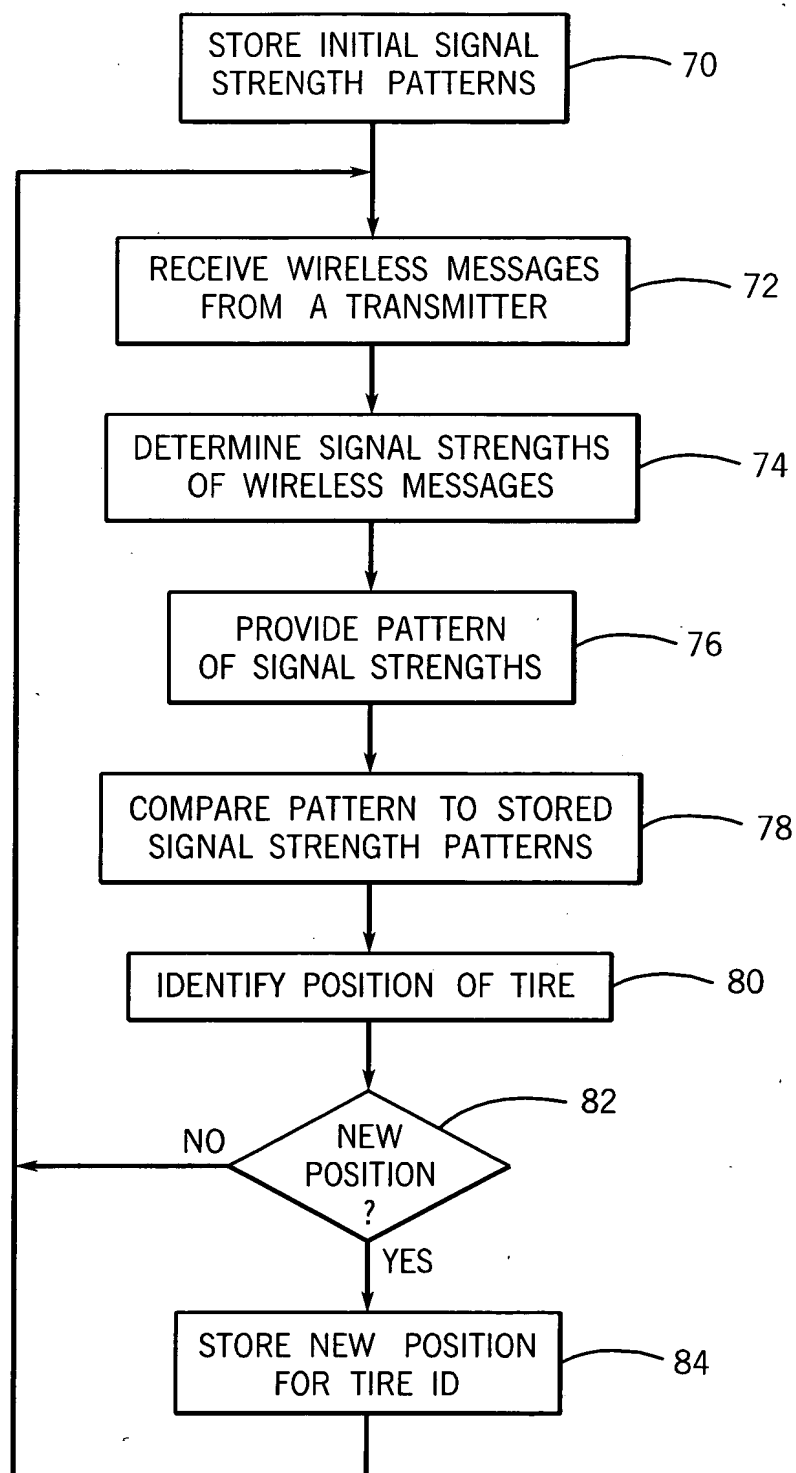 STORE INITIAL SIGNAL
STRENGTH PATTERNS
70
RECEIVE WIRELESS MESSAGES
FROM A TRANSMITTER
72
DETERMINE SIGNAL STRENGTHS
OF WIRELESS MESSAGES
74
PROVIDE PATTERN
OF SIGNAL STRENGTHS
76
COMPARE PATTERN TO STORED
SIGNAL STRENGTH PATTERNS
78
IDENTIFY POSITION OF TIRE
80
82
NO
NEW
POSITION
?
YES
STORE NEW POSITION
FOR TIRE ID
84